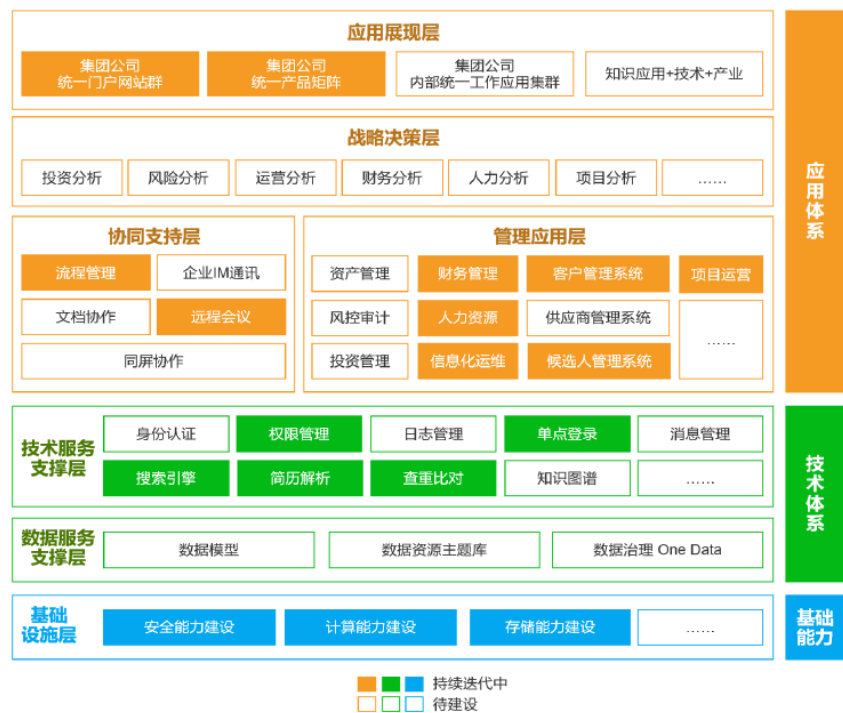 应用展现层
集团公司
统一门户网站群
集团公司
统一产品矩阵
集团公司
内部统一工作应用集群
知识应用+技术+产业
战略决策层
投资分析
风险分析
运营分析
财务分析
人力分析
项目分析
……
协同支持层
流程管理
企业IM通讯
文档协作
远程会议
同屏协作
管理应用层
资产管理
财务管理
客户管理系统
项目运营
风控审计
人力资源
供应商管理系统
……
投资管理
信息化运维
候选人管理系统
应用体系
技术服务
支撑层
身份认证
权限管理
日志管理
单点登录
消息管理
搜索引擎
简历解析
查重比对
知识图谱
……
数据服务
支撑层
数据模型
数据资源主题库
数据治理 One Data
技术体系
基础
设施层
安全能力建设
计算能力建设
存储能力建设
……
基础
能力
持续迭代中
待建设